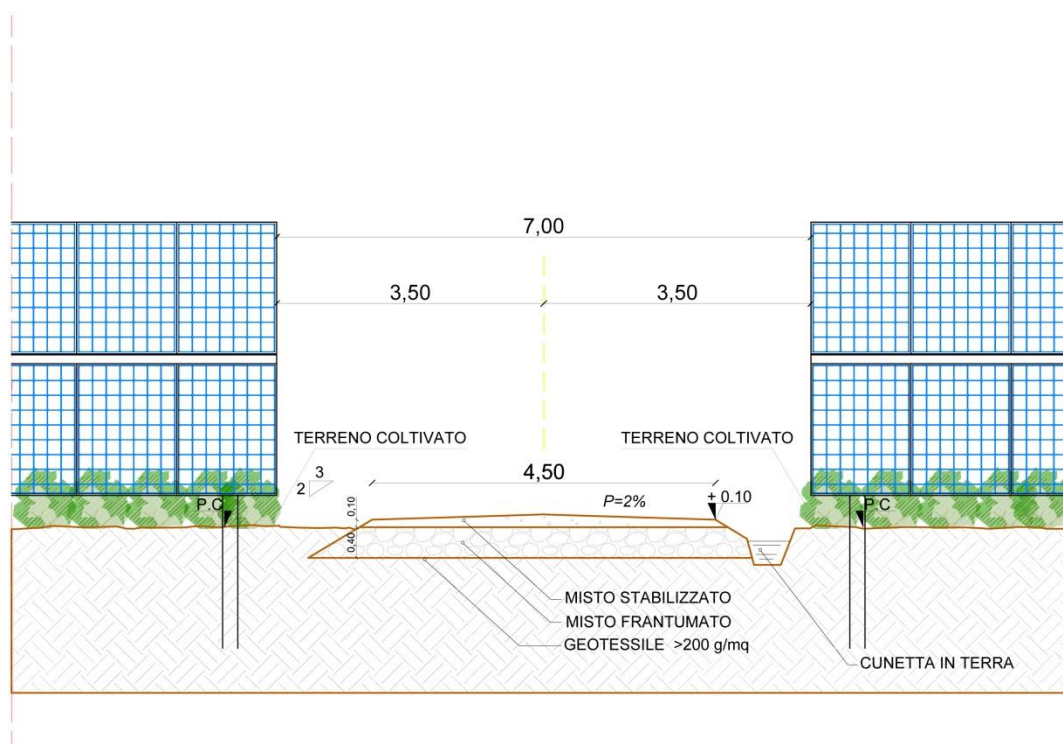 7,00
3,50
3,50
TERRENO COLTIVATO
TERRENO COLTIVATO
3
2
4,50
P=2%
+ 0.10
P.C
P.C
0,10
0,40
MISTO STABILIZZATO
MISTO FRANTUMATO
GEOTESSILE >200 g/mq
CUNETTA IN TERRA